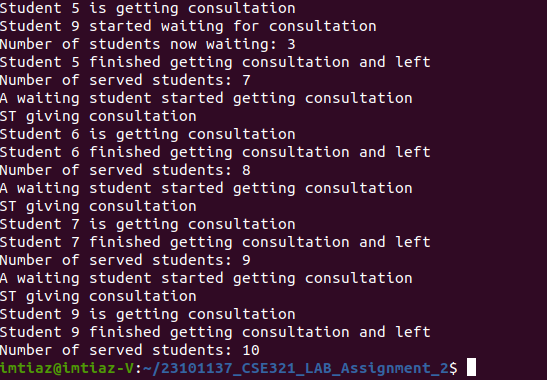 Student 5 is getting consultation
Student 9 started waiting for consultation
Number of students now waiting: 3
Student 5 finished getting consultation and left
Number of served students: 7
A waiting student started getting consultation
ST giving consultation
Student 6 is getting consultation
Student 6 finished getting consultation and left
Number of served students: 8
A waiting student started getting consultation
ST giving consultation
Student 7 is getting consultation
Student 7 finished getting consultation and left
Number of served students: 9
A waiting student started getting consultation
ST giving consultation
Student 9 is getting consultation
Student 9 finished getting consultation and left
Number of served students: 10
imtiaz@imtiaz-V:~/23101137_CSE321_LAB_Assignment_2$